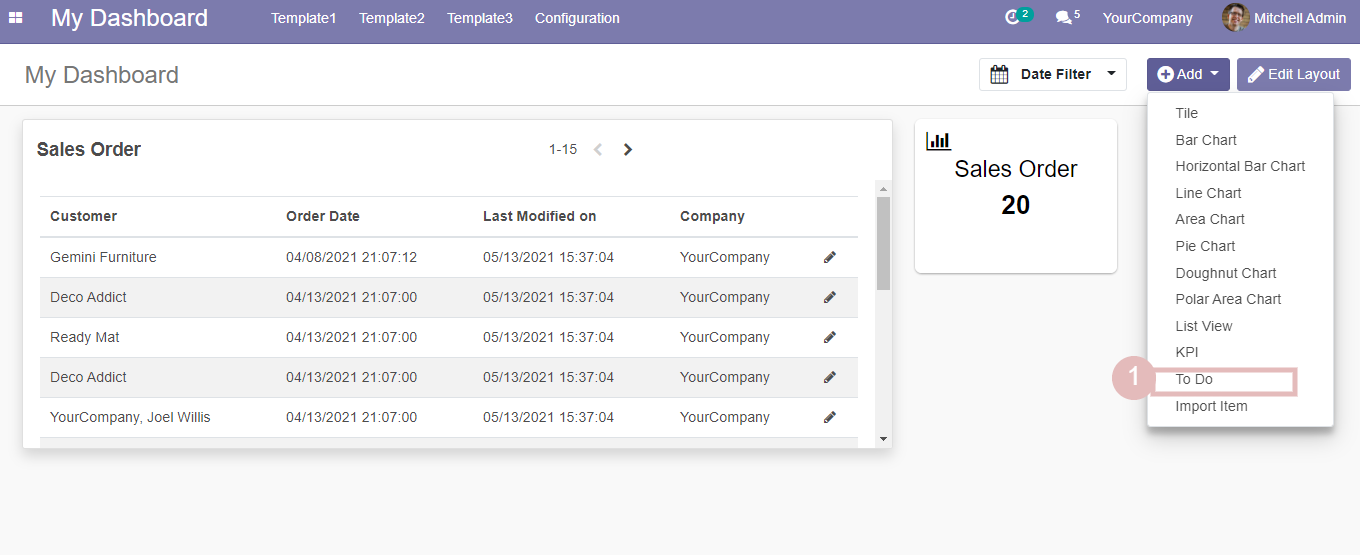 My Dashboard Template1 Template2 Template3 Configuration 2 5 YourCompany Mitchell Admin
My Dashboard Date Filter Add Edit Layout
Sales Order 1-15
Customer Order Date Last Modified on Company
Gemini Furniture 04/08/2021 21:07:12 05/13/2021 15:37:04 YourCompany
Deco Addict 04/13/2021 21:07:00 05/13/2021 15:37:04 YourCompany
Ready Mat 04/13/2021 21:07:00 05/13/2021 15:37:04 YourCompany
Deco Addict 04/13/2021 21:07:00 05/13/2021 15:37:04 YourCompany
YourCompany, Joel Willis 04/13/2021 21:07:00 05/13/2021 15:37:04 YourCompany
Sales Order
20
Tile
Bar Chart
Horizontal Bar Chart
Line Chart
Area Chart
Pie Chart
Doughnut Chart
Polar Area Chart
List View
KPI
1 To Do
Import Item